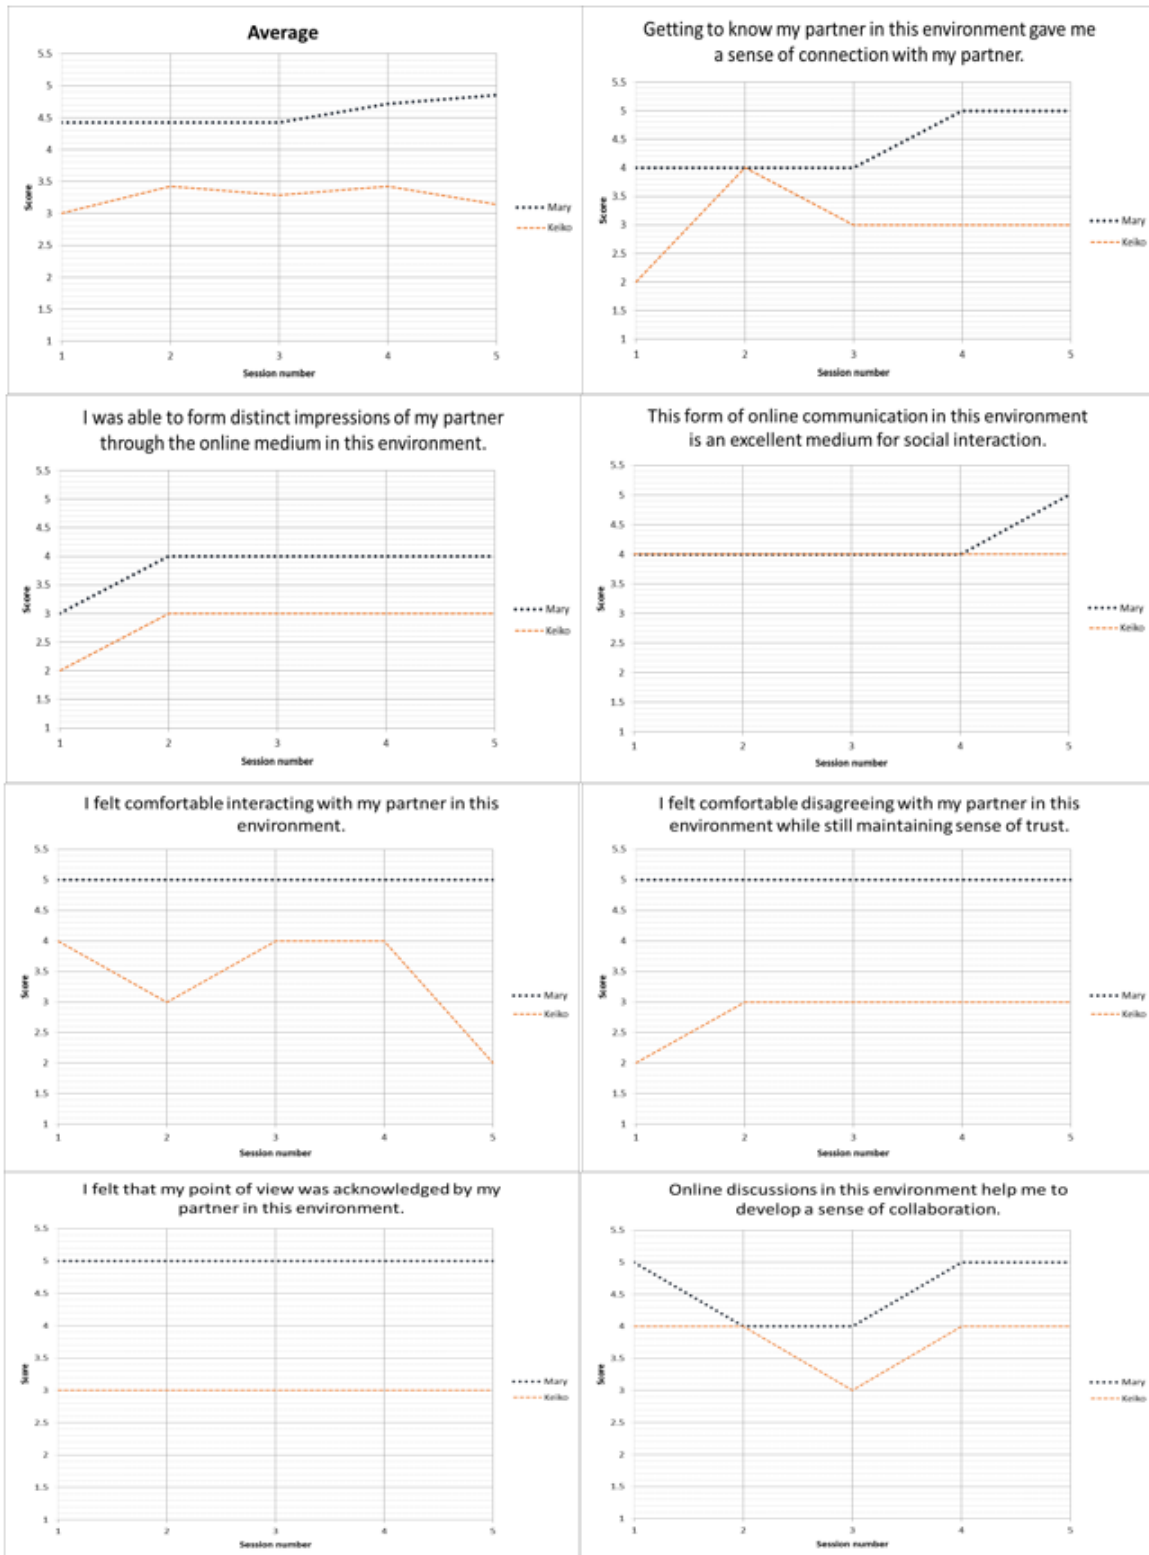 Average
5.5
5
4.5
4
3.5
3
2.5
2
1.5
1
Score
1 2 3 4 5
Session number
Mary
Keiko
Getting to know my partner in this environment gave me
a sense of connection with my partner.
5.5
5
4.5
4
3.5
3
2.5
2
1.5
1
Score
1 2 3 4 5
Session number
Mary
Keiko
I was able to form distinct impressions of my partner
through the online medium in this environment.
5.5
5
4.5
4
3.5
3
2.5
2
1.5
1
Score
1 2 3 4 5
Session number
Mary
Keiko
This form of online communication in this environment
is an excellent medium for social interaction.
5.5
5
4.5
4
3.5
3
2.5
2
1.5
1
Score
1 2 3 4 5
Session number
Mary
Keiko
I felt comfortable interacting with my partner in this
environment.
5.5
5
4.5
4
3.5
3
2.5
2
1.5
1
Score
1 2 3 4 5
Session number
Mary
Keiko
I felt comfortable disagreeing with my partner in this
environment while still maintaining sense of trust.
5.5
5
4.5
4
3.5
3
2.5
2
1.5
1
Score
1 2 3 4 5
Session number
Mary
Keiko
I felt that my point of view was acknowledged by my
partner in this environment.
5.5
5
4.5
4
3.5
3
2.5
2
1.5
1
Score
1 2 3 4 5
Session number
Mary
Keiko
Online discussions in this environment help me to
develop a sense of collaboration.
5.5
5
4.5
4
3.5
3
2.5
2
1.5
1
Score
1 2 3 4 5
Session number
Mary
Keiko